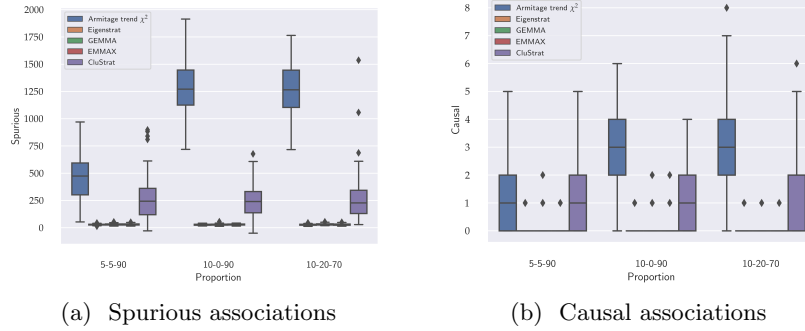 Armitage trend χ²
Eigenstrat
GEMMA
EMMAX
CluStrat
2000
1750
1500
1250
1000
750
500
250
0
Spurious
5-5-90 10-0-90 10-20-70
Proportion
(a) Spurious associations
Armitage trend χ²
Eigenstrat
GEMMA
EMMAX
CluStrat
8
7
6
5
4
3
2
1
0
Causal
5-5-90 10-0-90 10-20-70
Proportion
(b) Causal associations